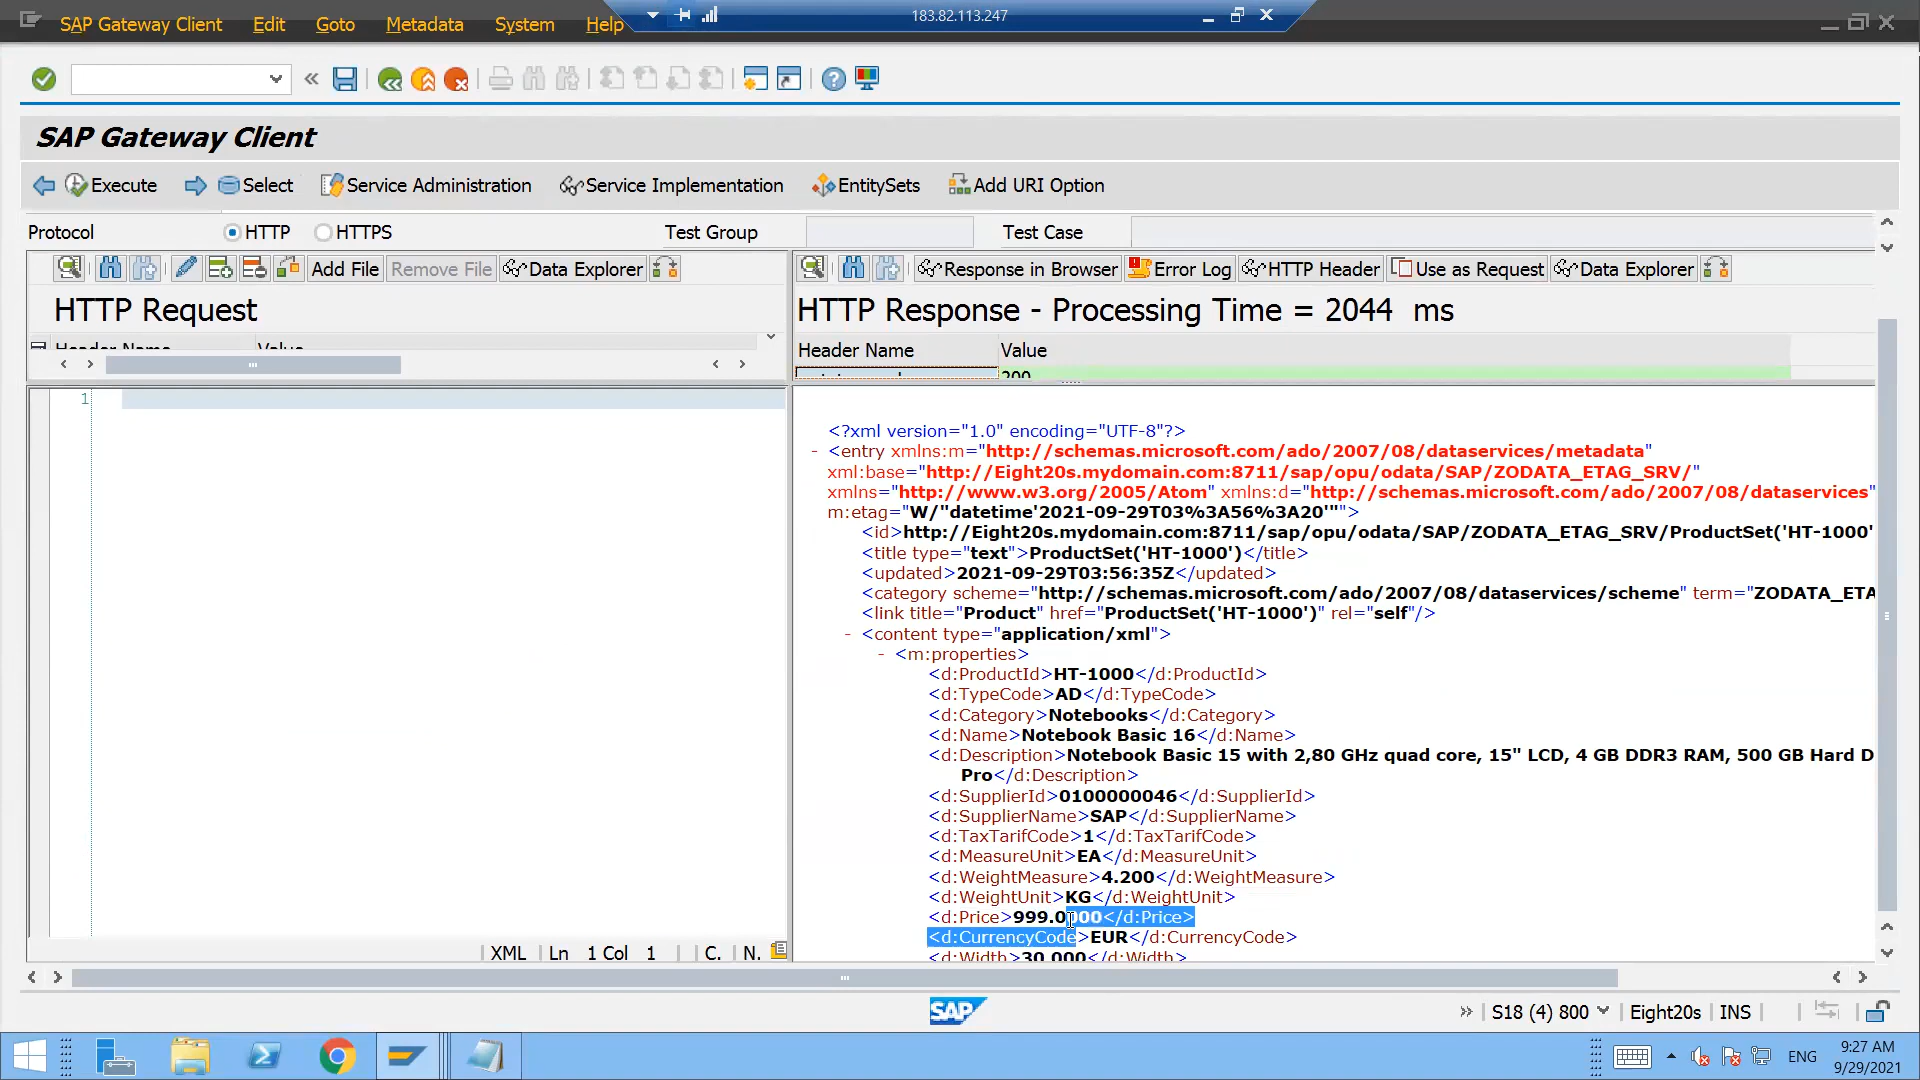 183.82.113.247
SAP Gateway Client Edit Goto Metadata System Help
SAP Gateway Client
Execute Select Service Administration Service Implementation EntitySets Add URI Option
Protocol HTTP HTTPS Test Group Test Case
Add File Remove File Data Explorer
Response in Browser Error Log HTTP Header Use as Request Data Explorer
HTTP Request
HTTP Response - Processing Time = 2044 ms
Header Name Value
Header Name Value
200
1
<?xml version="1.0" encoding="UTF-8"?>
- <entry xmlns:m="http://schemas.microsoft.com/ado/2007/08/dataservices/metadata"
xml:base="http://Eight20s.mydomain.com:8711/sap/opu/odata/SAP/ZODATA_ETAG_SRV/"
xmlns="http://www.w3.org/2005/Atom" xmlns:d="http://schemas.microsoft.com/ado/2007/08/dataservices"
m:etag="W/"datetime'2021-09-29T03%3A56%3A20'"">
<id>http://Eight20s.mydomain.com:8711/sap/opu/odata/SAP/ZODATA_ETAG_SRV/ProductSet('HT-1000'
<title type="text">ProductSet('HT-1000')</title>
<updated>2021-09-29T03:56:35Z</updated>
<category scheme="http://schemas.microsoft.com/ado/2007/08/dataservices/scheme" term="ZODATA_ETA
<link title="Product" href="ProductSet('HT-1000')" rel="self"/>
- <content type="application/xml">
- <m:properties>
<d:ProductId>HT-1000</d:ProductId>
<d:TypeCode>AD</d:TypeCode>
<d:Category>Notebooks</d:Category>
<d:Name>Notebook Basic 16</d:Name>
<d:Description>Notebook Basic 15 with 2,80 GHz quad core, 15" LCD, 4 GB DDR3 RAM, 500 GB Hard D
Pro</d:Description>
<d:SupplierId>0100000046</d:SupplierId>
<d:SupplierName>SAP</d:SupplierName>
<d:TaxTarifCode>1</d:TaxTarifCode>
<d:MeasureUnit>EA</d:MeasureUnit>
<d:WeightMeasure>4.200</d:WeightMeasure>
<d:WeightUnit>KG</d:WeightUnit>
<d:Price>999.0000</d:Price>
<d:CurrencyCode>EUR</d:CurrencyCode>
<d:Width>30.000</d:Width>
XML Ln 1 Col 1 C. N.
SAP
S18 (4) 800 Eight20s INS
ENG
9:27 AM
9/29/2021